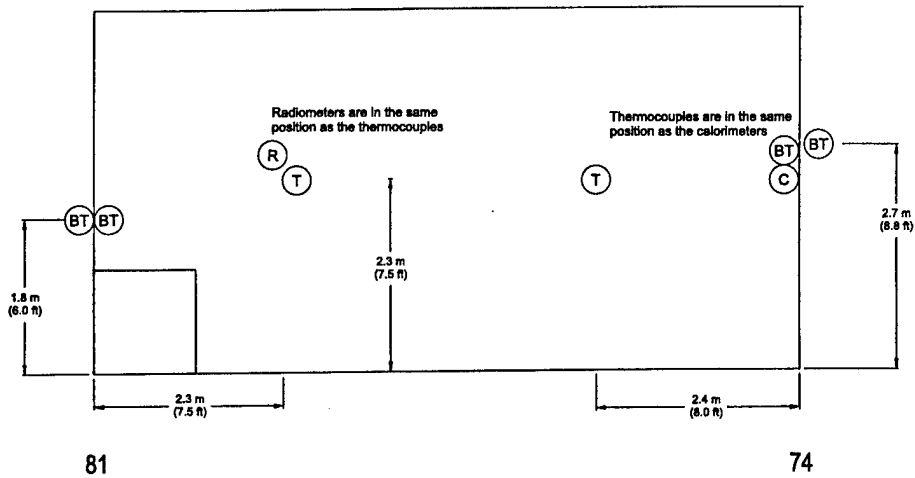 Radiometers are in the same
position as the thermocouples
Thermocouples are in the same
position as the calorimeters
R
T
T
BT
BT
C
BT
BT
2.3 m
(7.5 ft)
2.7 m
(8.8 ft)
1.8 m
(6.0 ft)
2.3 m
(7.5 ft)
2.4 m
(8.0 ft)
81
74